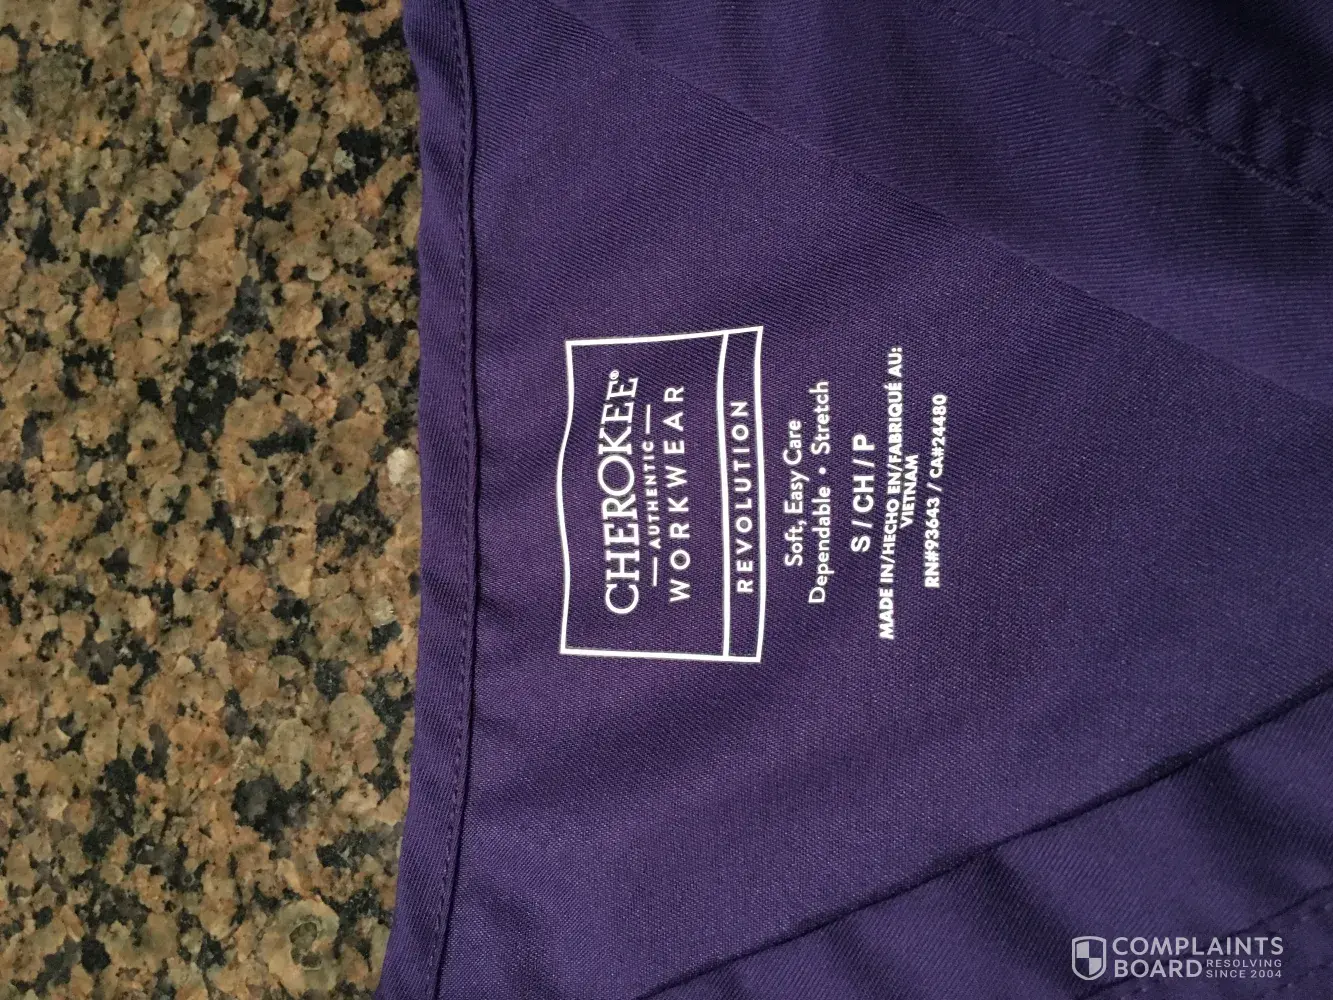 CHEROKEE®
AUTHENTIC
WORKWEAR
REVOLUTION
Soft, Easy Care
Dependable • Stretch
S / CH / P
MADE IN/HECHO EN/FABRIQUÉ AU:
VIETNAM
RN#93643 / CA#24480
COMPLAINTS
BOARD RESOLVING
SINCE 2004